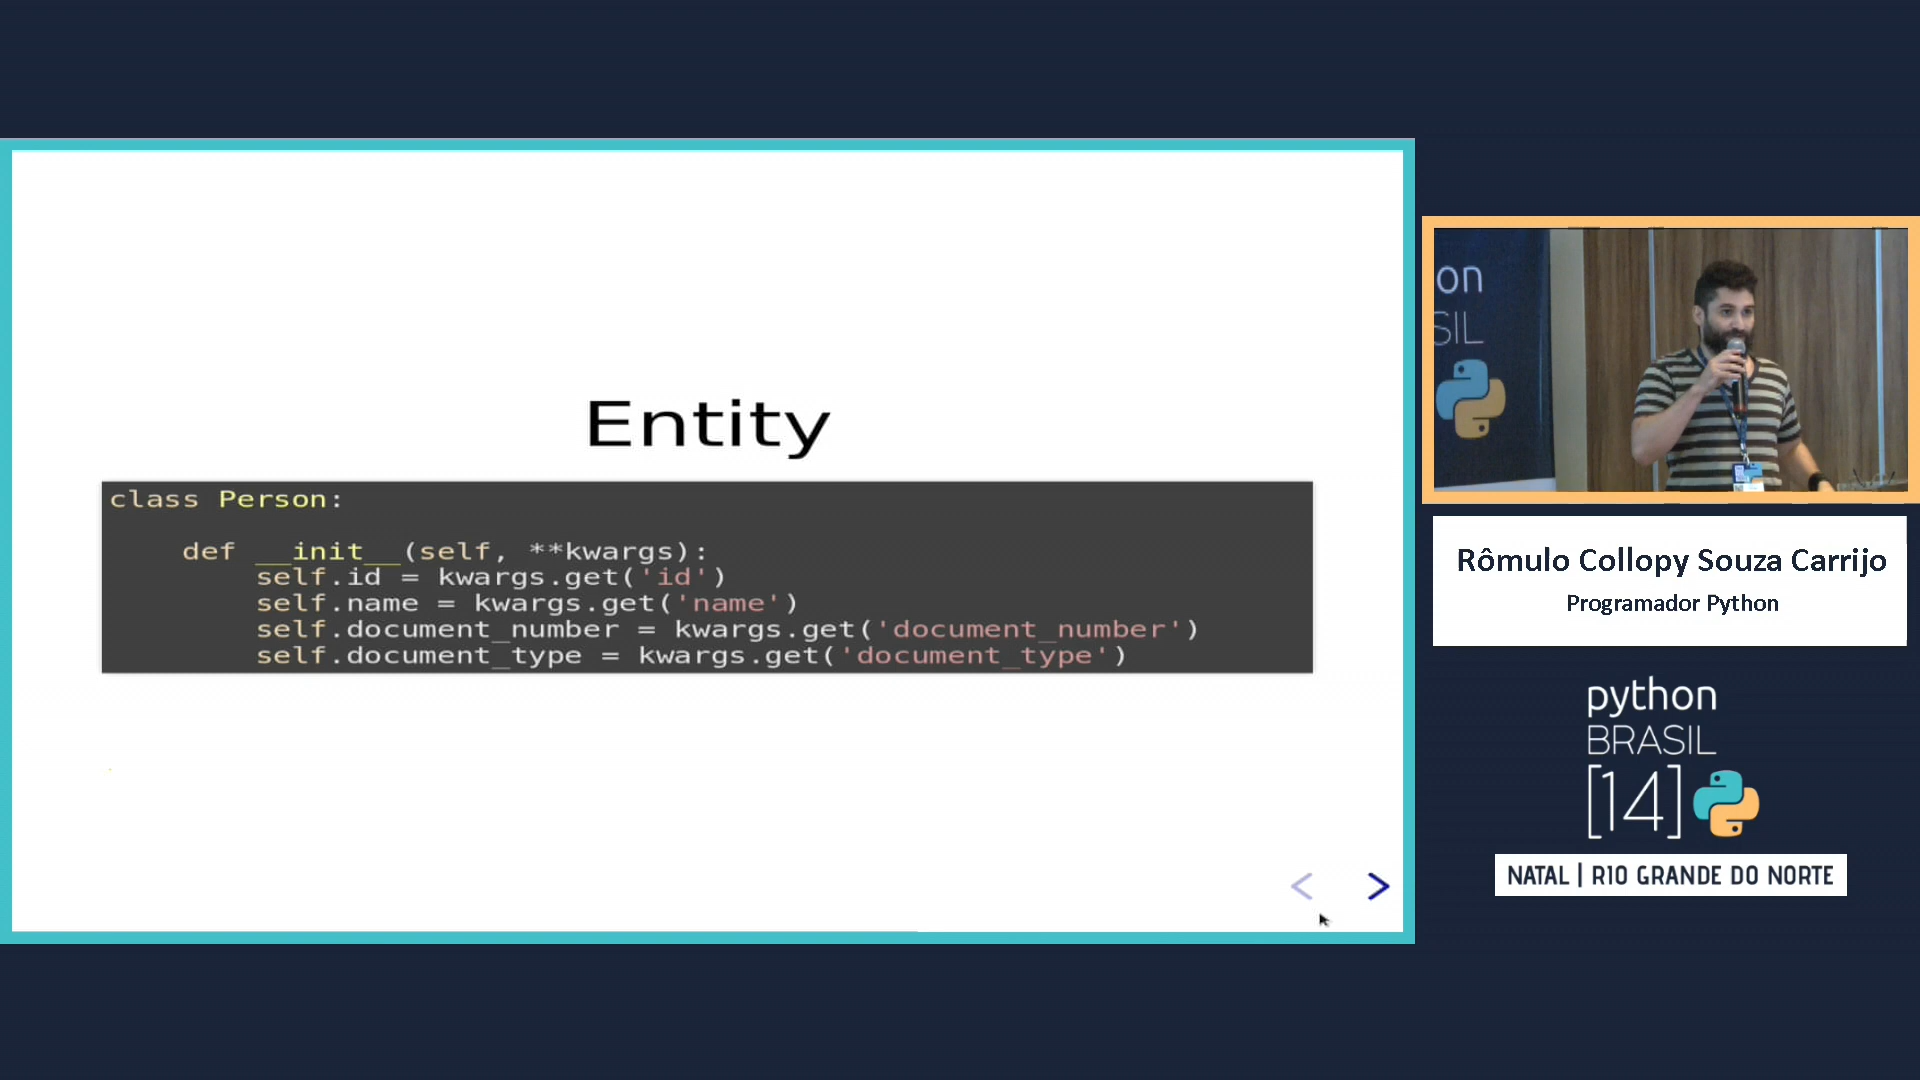 Entity
class Person:
    def __init__(self, **kwargs):
        self.id = kwargs.get('id')
        self.name = kwargs.get('name')
        self.document_number = kwargs.get('document_number')
        self.document_type = kwargs.get('document_type')
on
SIL
Rômulo Collopy Souza Carrijo
Programador Python
python
BRASIL
[14]
NATAL | RIO GRANDE DO NORTE